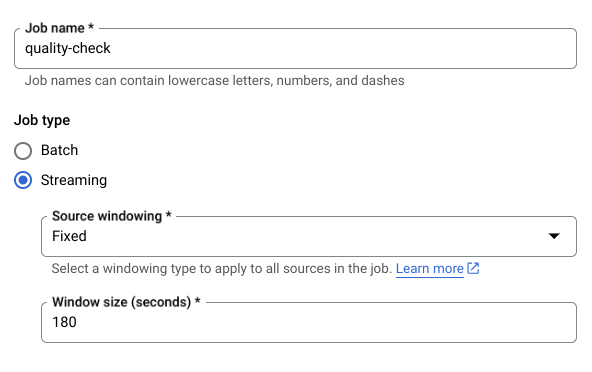 Job name *
quality-check
Job names can contain lowercase letters, numbers, and dashes
Job type
Batch
Streaming
Source windowing *
Fixed
Select a windowing type to apply to all sources in the job. Learn more
Window size (seconds) *
180